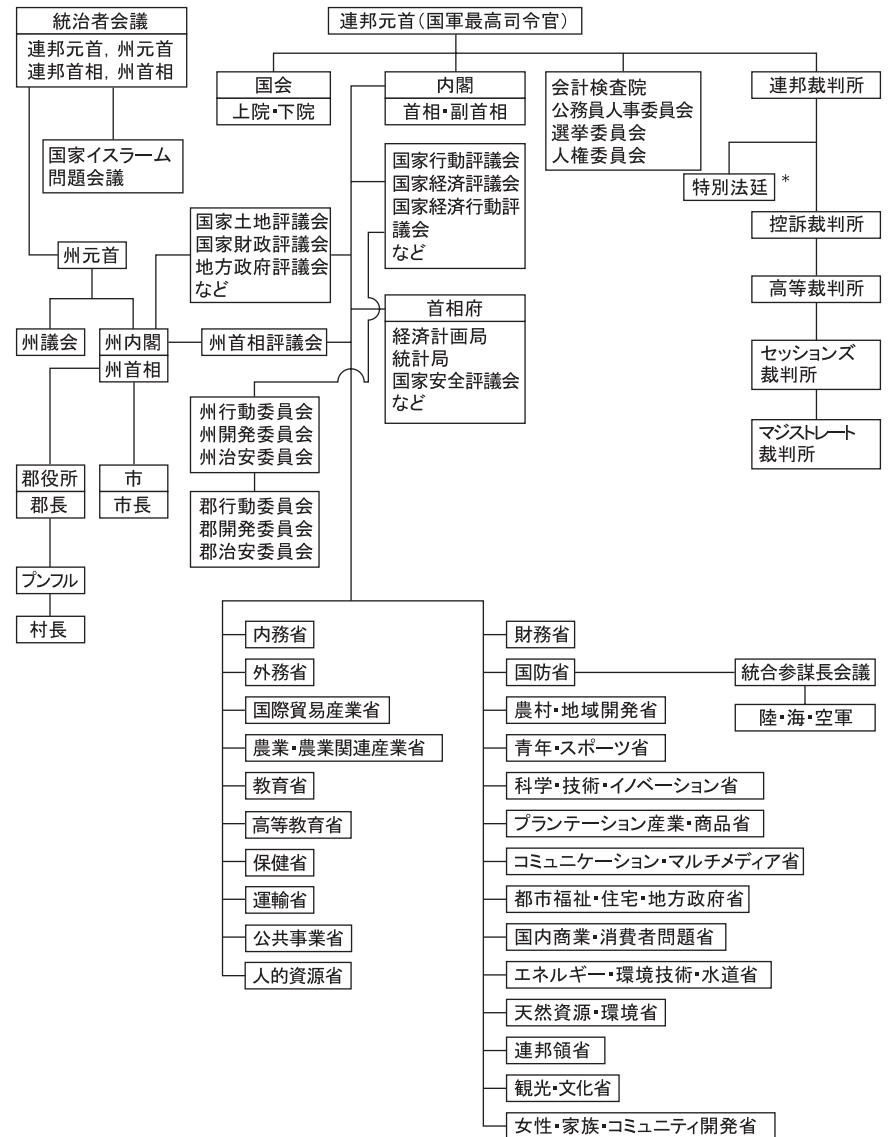 統治者会議
連邦元首，州元首
連邦首相，州首相
国家イスラーム
問題会議
州元首
州議会
州内閣
州首相
郡役所
郡長
市
市長
プンフル
村長
連邦元首（国軍最高司令官）
国会
上院・下院
内閣
首相・副首相
会計検査院
公務員人事委員会
選挙委員会
人権委員会
連邦裁判所
特別法廷 *
控訴裁判所
高等裁判所
セッションズ
裁判所
マジストレート
裁判所
国家行動評議会
国家経済評議会
国家経済行動評
議会
など
国家土地評議会
国家財政評議会
地方政府評議会
など
州首相評議会
首相府
経済計画局
統計局
国家安全評議会
など
州行動委員会
州開発委員会
州治安委員会
郡行動委員会
郡開発委員会
郡治安委員会
内務省
外務省
国際貿易産業省
農業・農業関連産業省
教育省
高等教育省
保健省
運輸省
公共事業省
人的資源省
財務省
国防省
統合参謀長会議
陸・海・空軍
農村・地域開発省
青年・スポーツ省
科学・技術・イノベーション省
プランテーション産業・商品省
コミュニケーション・マルチメディア省
都市福祉・住宅・地方政府省
国内商業・消費者問題省
エネルギー・環境技術・水道省
天然資源・環境省
連邦領省
観光・文化省
女性・家族・コミュニティ開発省